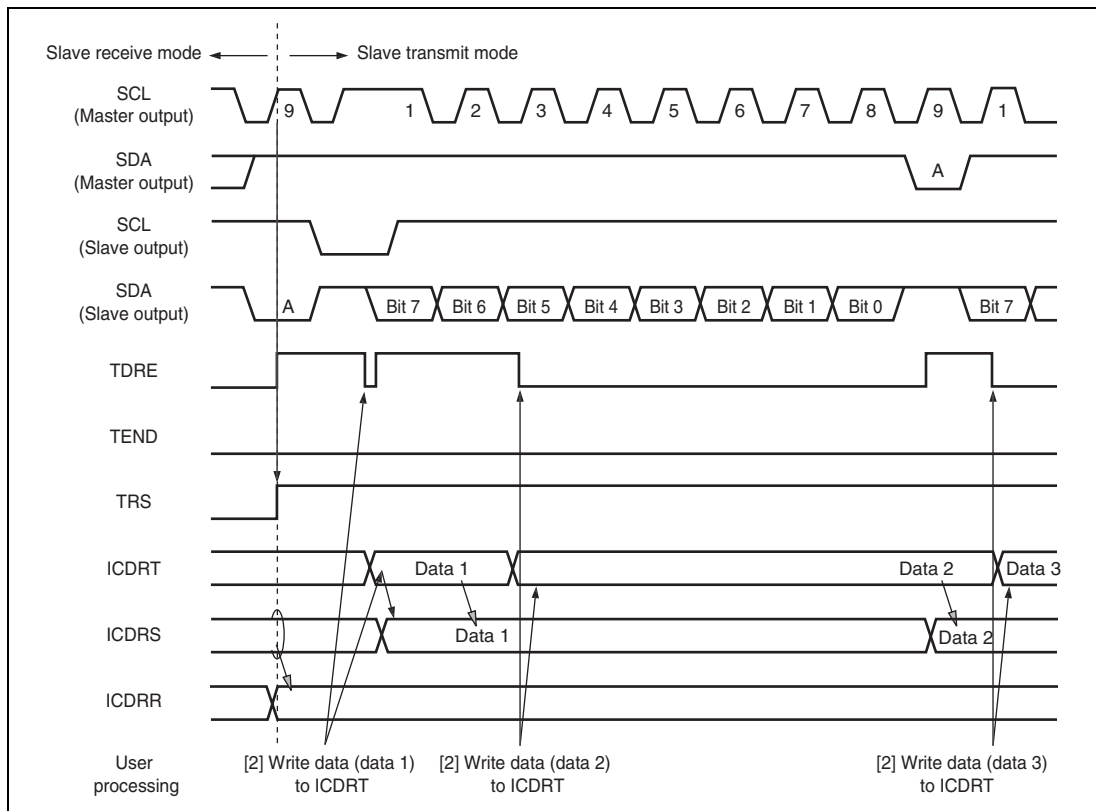 Slave receive mode
Slave transmit mode
SCL
(Master output)
9
1
2
3
4
5
6
7
8
9
1
SDA
(Master output)
A
SCL
(Slave output)
SDA
(Slave output)
A
Bit 7
Bit 6
Bit 5
Bit 4
Bit 3
Bit 2
Bit 1
Bit 0
Bit 7
TDRE
TEND
TRS
ICDRT
Data 1
Data 2
Data 3
ICDRS
Data 1
Data 2
ICDRR
User
processing
[2] Write data (data 1)
to ICDRT
[2] Write data (data 2)
to ICDRT
[2] Write data (data 3)
to ICDRT